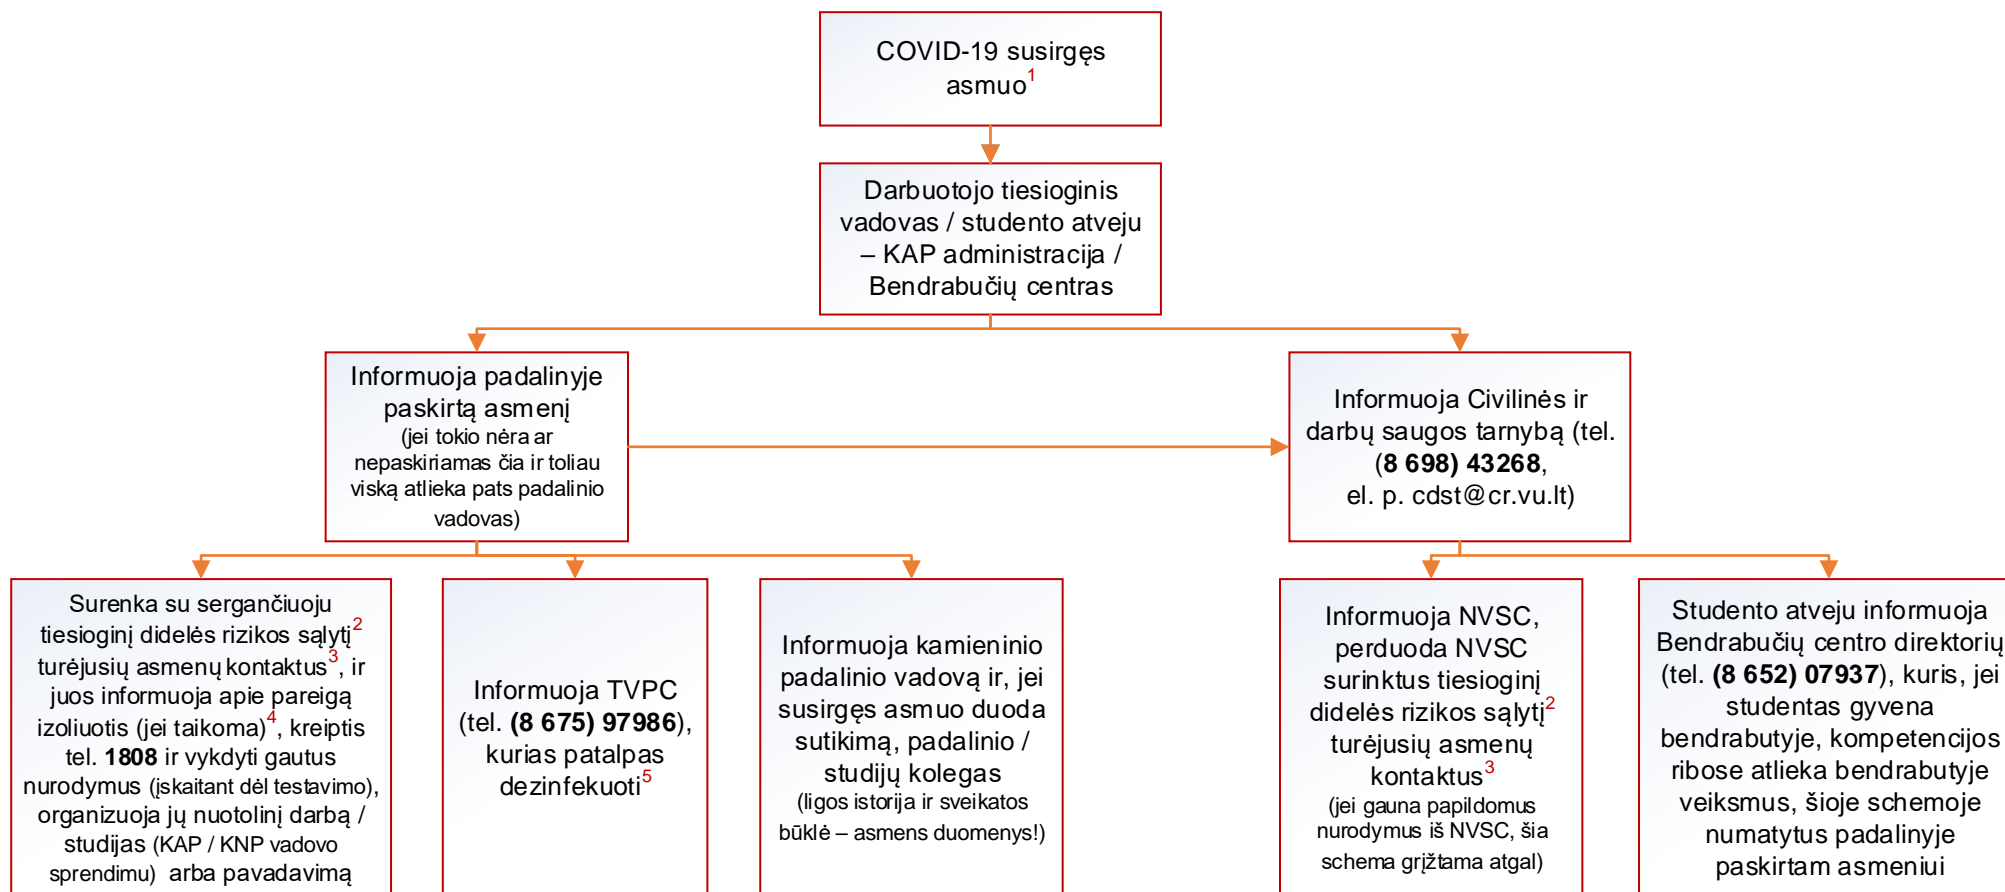 COVID-19 susirgęs
asmuo1
Darbuotojo tiesioginis
vadovas / studento atveju
– KAP administracija /
Bendrabučių centras
Informuoja padalinyje
paskirtą asmenį
(jei tokio nėra ar
nepaskiriamas čia ir toliau
viską atlieka pats padalinio
vadovas)
Informuoja Civilinės ir
darbų saugos tarnybą (tel.
(8 698) 43268,
el. p. cdst@cr.vu.lt)
Surenka su sergančiuoju
tiesioginį didelės rizikos sąlytį2
turėjusių asmenų kontaktus3, ir
juos informuoja apie pareigą
izoliuotis (jei taikoma)4, kreiptis
tel. 1808 ir vykdyti gautus
nurodymus (įskaitant dėl testavimo),
organizuoja jų nuotolinį darbą /
studijas (KAP / KNP vadovo
sprendimu) arba pavadavimą
Informuoja TVPC
(tel. (8 675) 97986),
kurias patalpas
dezinfekuoti5
Informuoja kamieninio
padalinio vadovą ir, jei
susirgęs asmuo duoda
sutikimą, padalinio /
studijų kolegas
(ligos istorija ir sveikatos
būklė – asmens duomenys!)
Informuoja NVSC,
perduoda NVSC
surinktus tiesioginį
didelės rizikos sąlytį2
turėjusių asmenų
kontaktus3
(jei gauna papildomus
nurodymus iš NVSC, šia
schema grįžtama atgal)
Studento atveju informuoja
Bendrabučių centro direktorių
(tel. (8 652) 07937), kuris, jei
studentas gyvena
bendrabutyje, kompetencijos
ribose atlieka bendrabutyje
veiksmus, šioje schemoje
numatytus padalinyje
paskirtam asmeniui